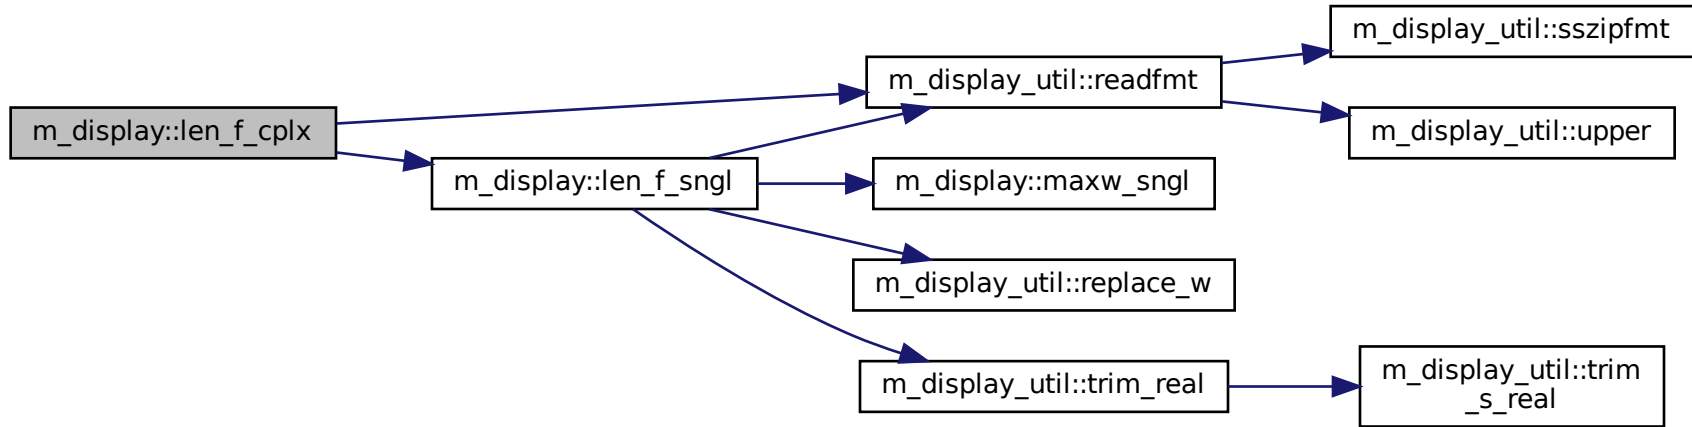 m_display::len_f_cplx
m_display::len_f_sngl
m_display_util::readfmt
m_display::maxw_sngl
m_display_util::replace_w
m_display_util::trim_real
m_display_util::sszipfmt
m_display_util::upper
m_display_util::trim
_s_real